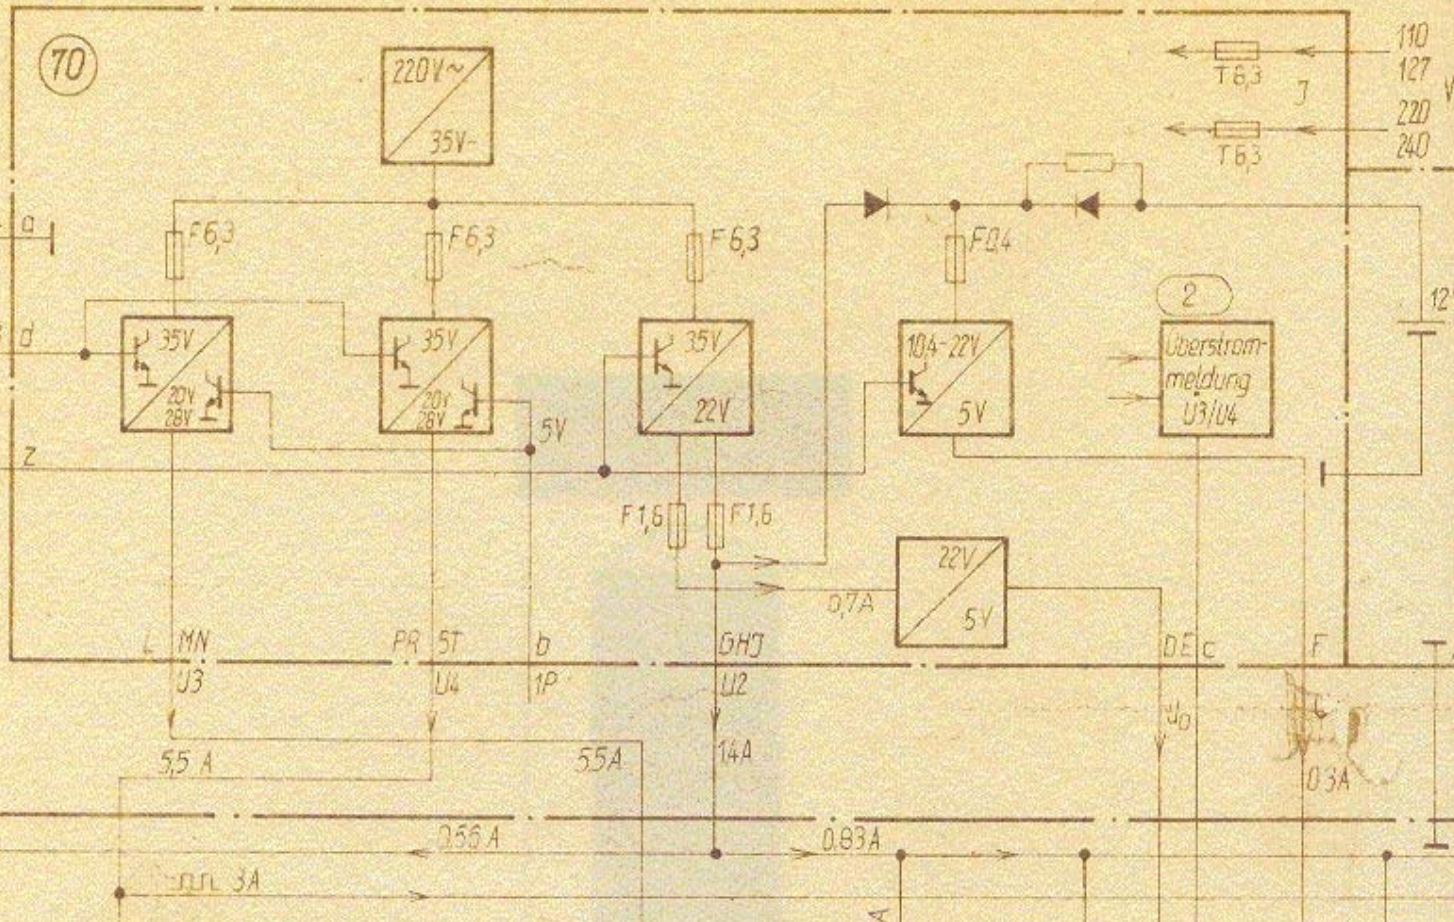 70
220V~
35V-
T6,3
J
T6,3
110
127
220
240
V
a
F6,3
F6,3
F6,3
F0,4
2
12
d
35V
20V
28V
35V
20V
28V
35V
22V
10,4-22V
5V
Überstrom-
meldung
U3/U4
5V
z
F1,6
F1,6
0,7A
22V
5V
L MN
PR ST
b
GHJ
DE c
F
U3
U4
1P
U2
U0
5,5 A
5,5A
1,4A
0,3A
0,56 A
0,83A
3A
A